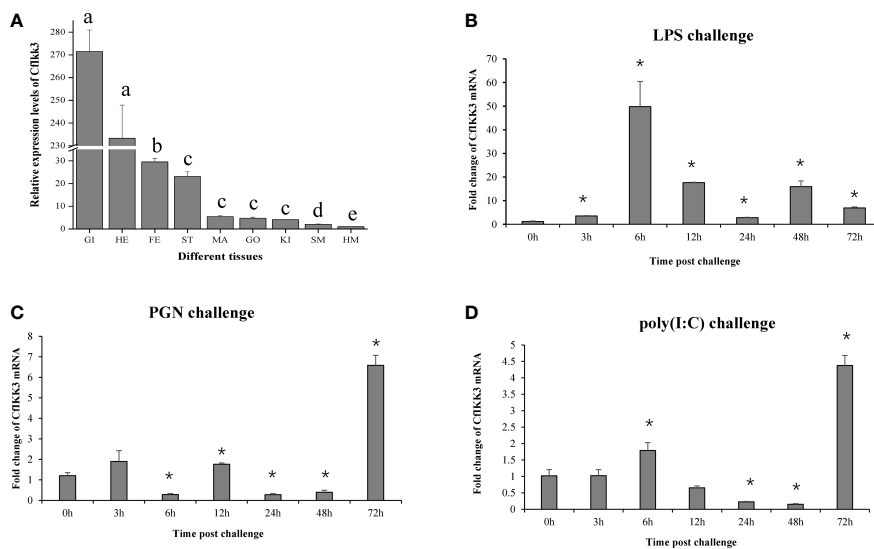 A
Relative expression levels of CfIkk3
280
270
260
250
240
230
30
20
10
0
a
a
b
c
c
c
c
d
e
GI HE FE ST MA GO KI SM HM
Different tissues
B
LPS challenge
Fold change of CfIKK3 mRNA
70
60
50
40
30
20
10
0
* * * * * *
0h 3h 6h 12h 24h 48h 72h
Time post challenge
C
PGN challenge
Fold change of CfIKK3 mRNA
8
7
6
5
4
3
2
1
0
* * * * *
0h 3h 6h 12h 24h 48h 72h
Time post challenge
D
poly(I:C) challenge
Fold change of CfIKK3 mRNA
5
4.5
4
3.5
3
2.5
2
1.5
1
0.5
0
* * * *
0h 3h 6h 12h 24h 48h 72h
Time post challenge